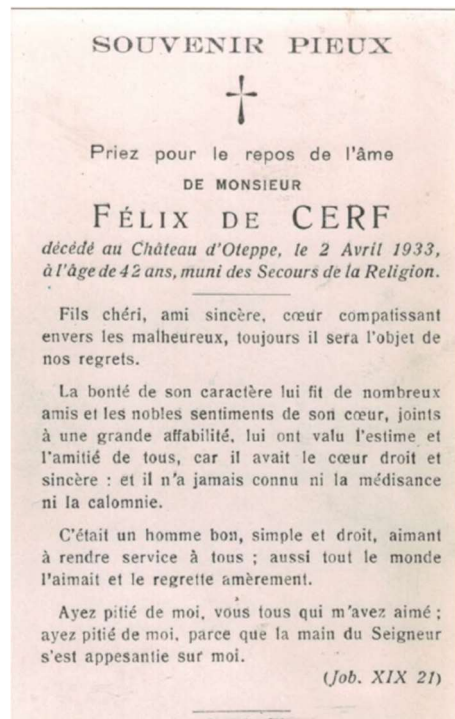 SOUVENIR PIEUX
Priez pour le repos de l'âme
DE MONSIEUR
FÉLIX DE CERF
décédé au Château d'Oteppe, le 2 Avril 1933,
à l'âge de 42 ans, muni des Secours de la Religion.
Fils chéri, ami sincère, cœur compatissant
envers les malheureux, toujours il sera l'objet de
nos regrets.
La bonté de son caractère lui fit de nombreux
amis et les nobles sentiments de son cœur, joints
à une grande affabilité, lui ont valu l'estime et
l'amitié de tous, car il avait le cœur droit et
sincère : et il n'a jamais connu ni la médisance
ni la calomnie.
C'était un homme bon, simple et droit, aimant
à rendre service à tous ; aussi tout le monde
l'aimait et le regrette amèrement.
Ayez pitié de moi, vous tous qui m'avez aimé ;
ayez pitié de moi, parce que la main du Seigneur
s'est appesantie sur moi.
(Job. XIX 21)